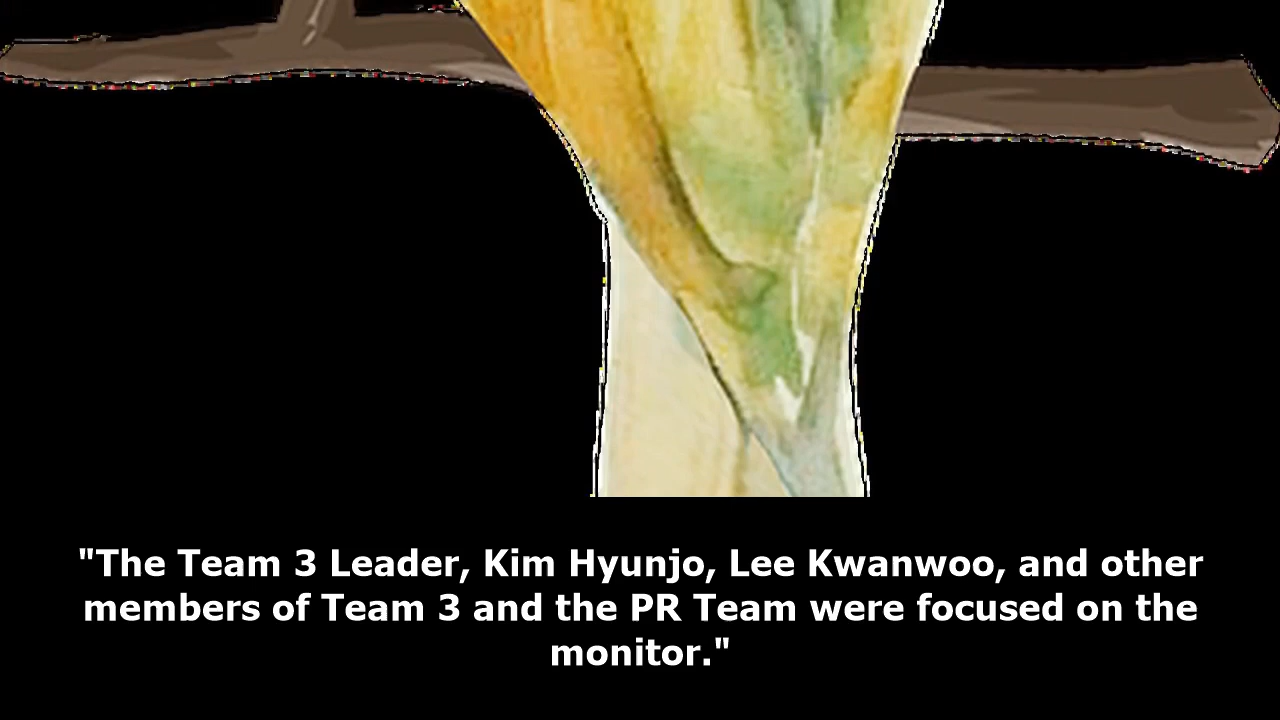 "The Team 3 Leader, Kim Hyunjo, Lee Kwanwoo, and other
members of Team 3 and the PR Team were focused on the
monitor."